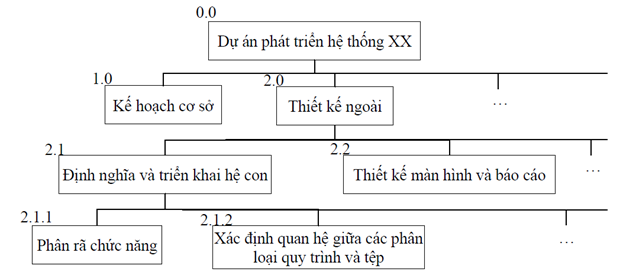 0.0
Dự án phát triển hệ thống XX
1.0
Kế hoạch cơ sở
2.0
Thiết kế ngoài
...
2.1
Định nghĩa và triển khai hệ con
2.2
Thiết kế màn hình và báo cáo
...
2.1.1
Phân rã chức năng
2.1.2
Xác định quan hệ giữa các phân
loại quy trình và tệp
...